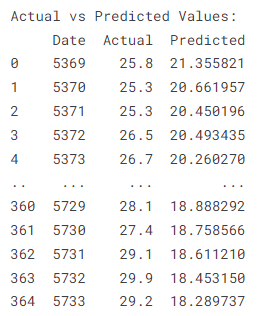 Actual vs Predicted Values:
Date Actual Predicted
0 5369 25.8 21.355821
1 5370 25.3 20.661957
2 5371 25.3 20.450196
3 5372 26.5 20.493435
4 5373 26.7 20.260270
.. ... ... ...
360 5729 28.1 18.888292
361 5730 27.4 18.758566
362 5731 29.1 18.611210
363 5732 29.9 18.453150
364 5733 29.2 18.289737